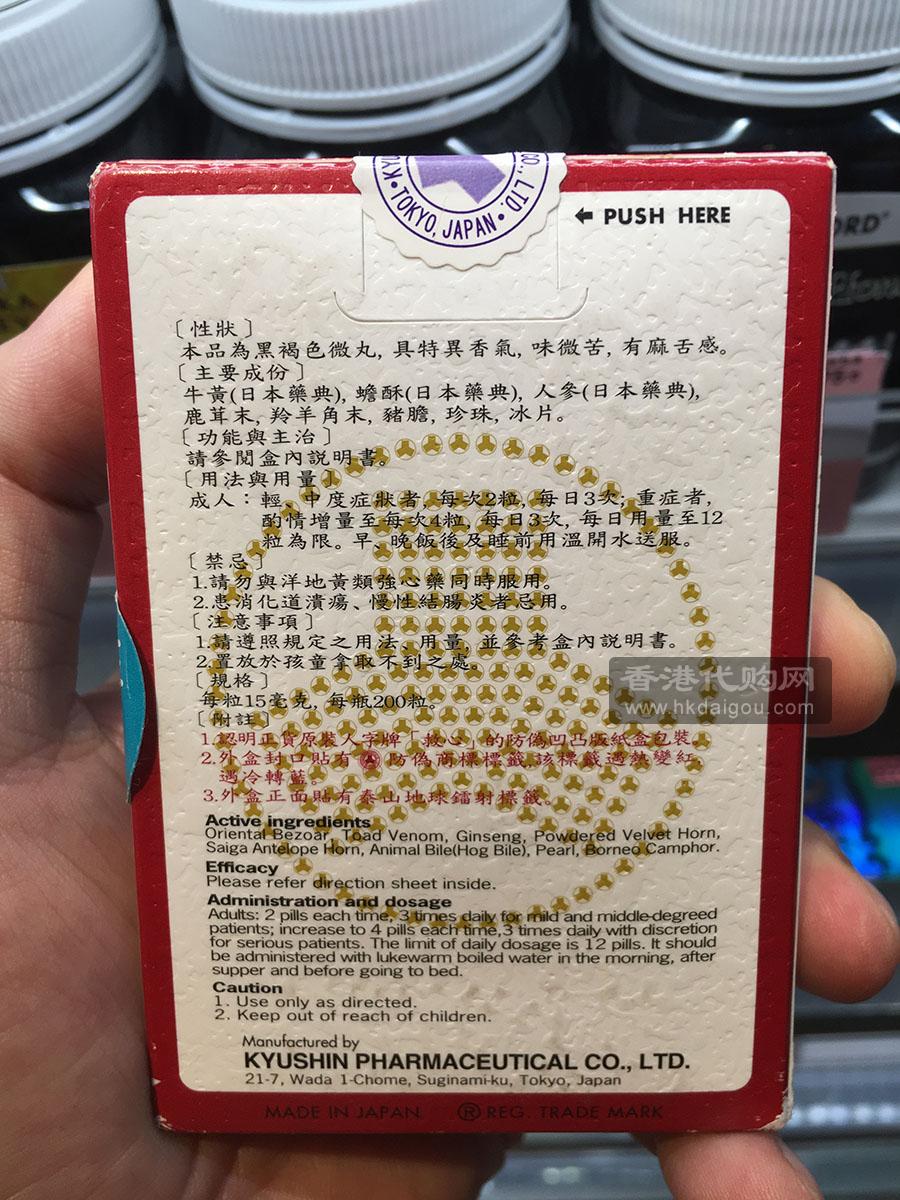 CO., LTD.
• TOKYO, JAPAN •
← PUSH HERE
〔性狀〕
本品為黑褐色微丸, 具特異香氣, 味微苦, 有麻舌感。
〔主要成份〕
牛黃(日本藥典), 蟾酥(日本藥典), 人參(日本藥典),
鹿茸末, 羚羊角末, 豬膽, 珍珠, 冰片。
〔功能與主治〕
請參閱盒內説明書。
〔用法與用量〕
成人：輕、中度症狀者, 每次2粒, 每日3次; 重症者,
酌情增量至每次4粒, 每日3次, 每日用量至12
粒為限。早、晚飯後及睡前用溫開水送服。
〔禁忌〕
1.請勿與洋地黃類強心藥同時服用。
2.患消化道潰瘍、慢性結腸炎者忌用。
〔注意事項〕
1.請遵照規定之用法、用量, 並參考盒內説明書。
2.置放於孩童拿取不到之處。
〔規格〕
每粒15毫克, 每瓶200粒。
〔附註〕
1.認明正貨原裝人字牌「救心」的防偽凹凸版紙盒包裝。
2.外盒封口貼有 防偽商標標籤,該標籤遇熱變紅,
遇冷轉藍。
3.外盒正面貼有泰山地球鐳射標籤。
Active ingredients
Oriental Bezoar, Toad Venom, Ginseng, Powdered Velvet Horn,
Saiga Antelope Horn, Animal Bile(Hog Bile), Pearl, Borneo Camphor.
Efficacy
Please refer direction sheet inside.
Administration and dosage
Adults: 2 pills each time, 3 times daily for mild and middle-degreed
patients; increase to 4 pills each time,3 times daily with discretion
for serious patients. The limit of daily dosage is 12 pills. It should
be administered with lukewarm boiled water in the morning, after
supper and before going to bed.
Caution
1. Use only as directed.
2. Keep out of reach of children.
Manufactured by
KYUSHIN PHARMACEUTICAL CO., LTD.
21-7, Wada 1-Chome, Suginami-ku, Tokyo, Japan
MADE IN JAPAN ® REG. TRADE MARK
香港代购网
www.hkdaigou.com